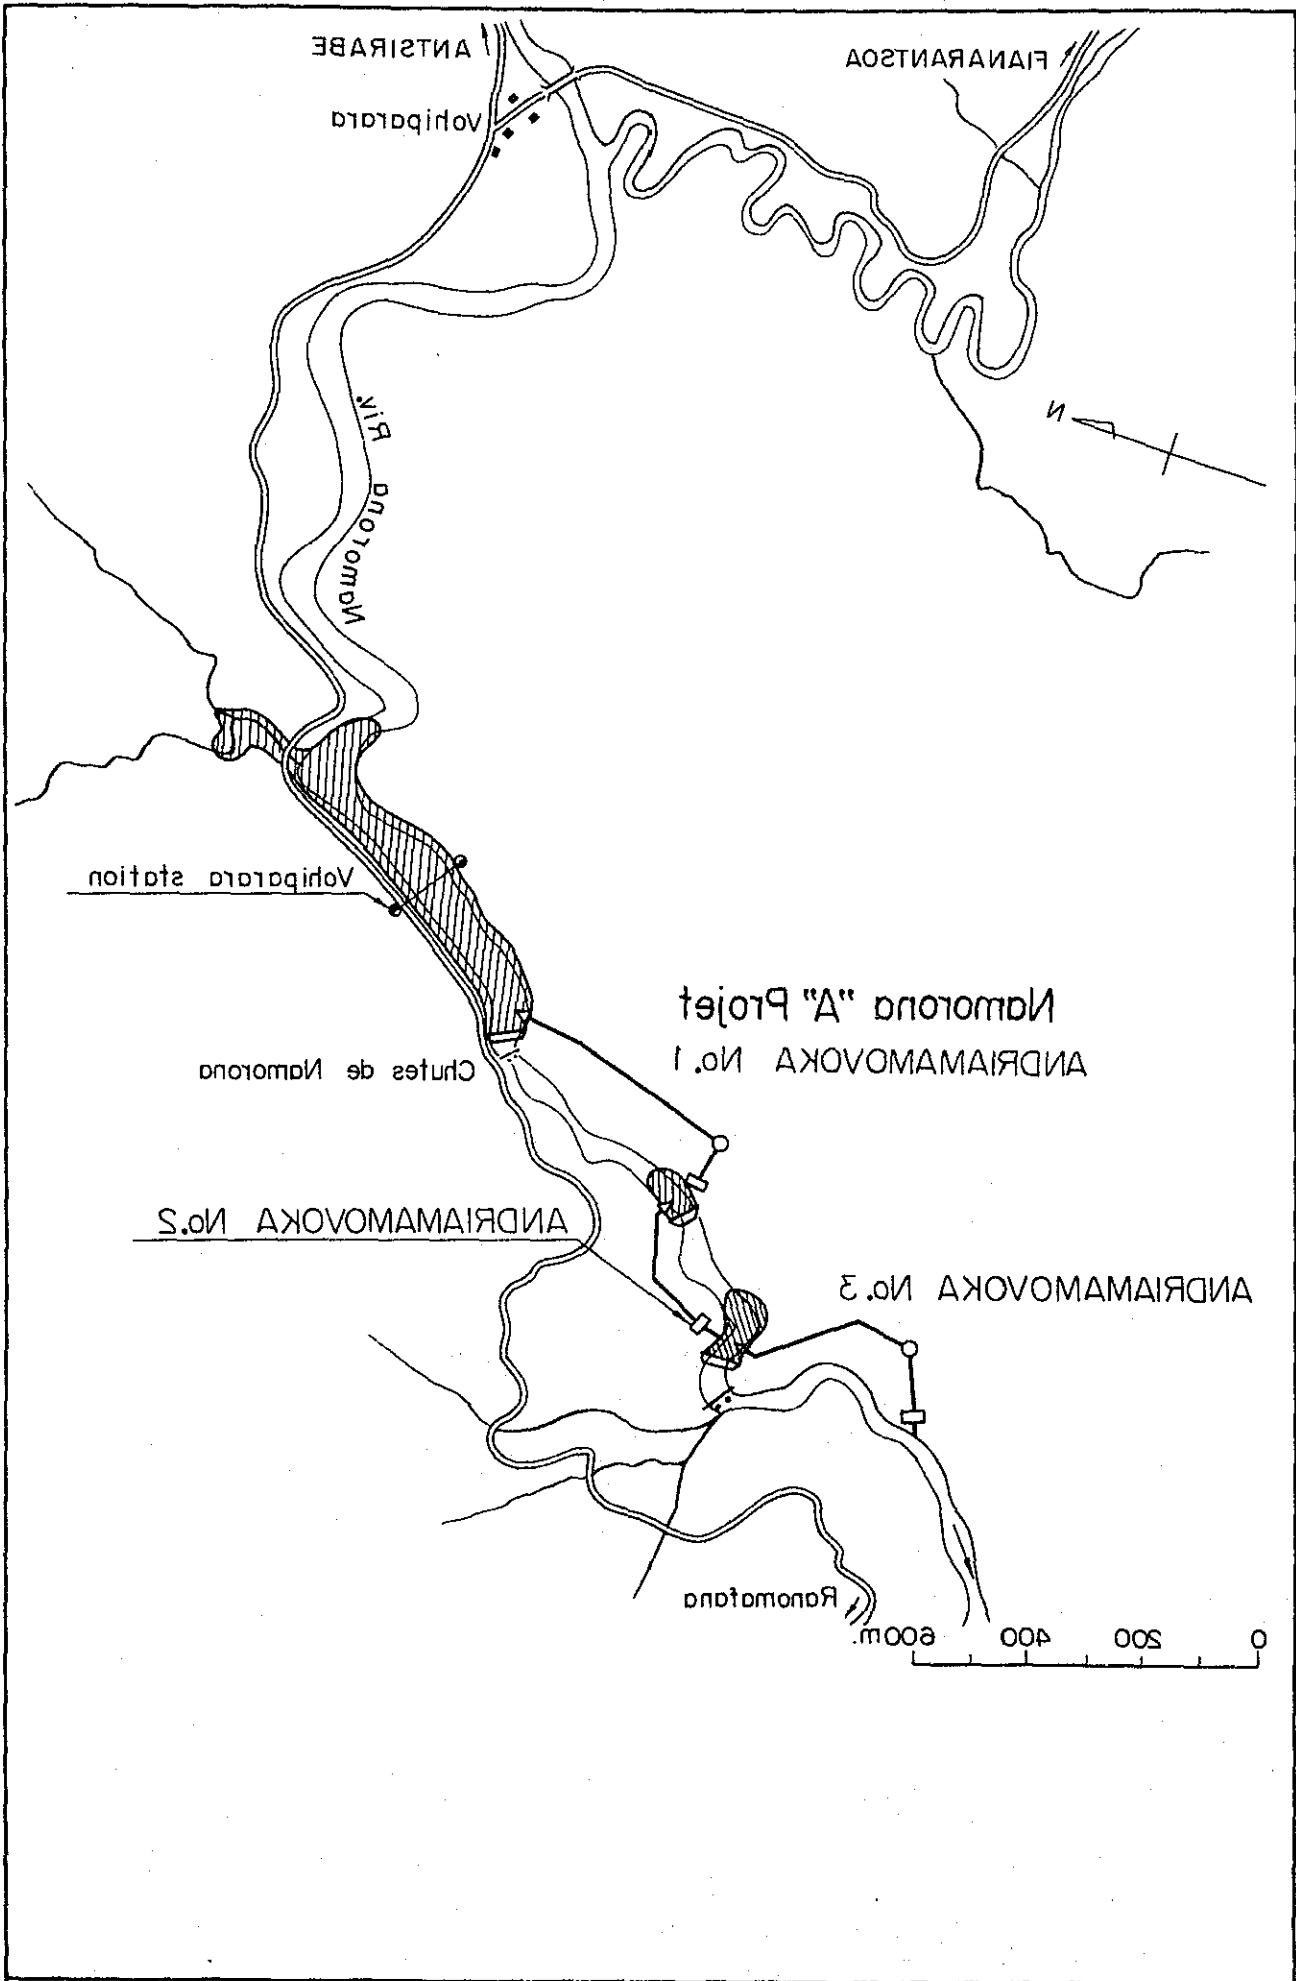 ANTSIRABE
FIANARANTSOA
Vohiparara
N
Namorona Riv.
Vohiparara station
Namorona "A" Projet
ANDRIAMAMOVOKA No.1
Chutes de Namorona
ANDRIAMAMOVOKA No.2
ANDRIAMAMOVOKA No.3
Ranomafana
0 200 400 600m.